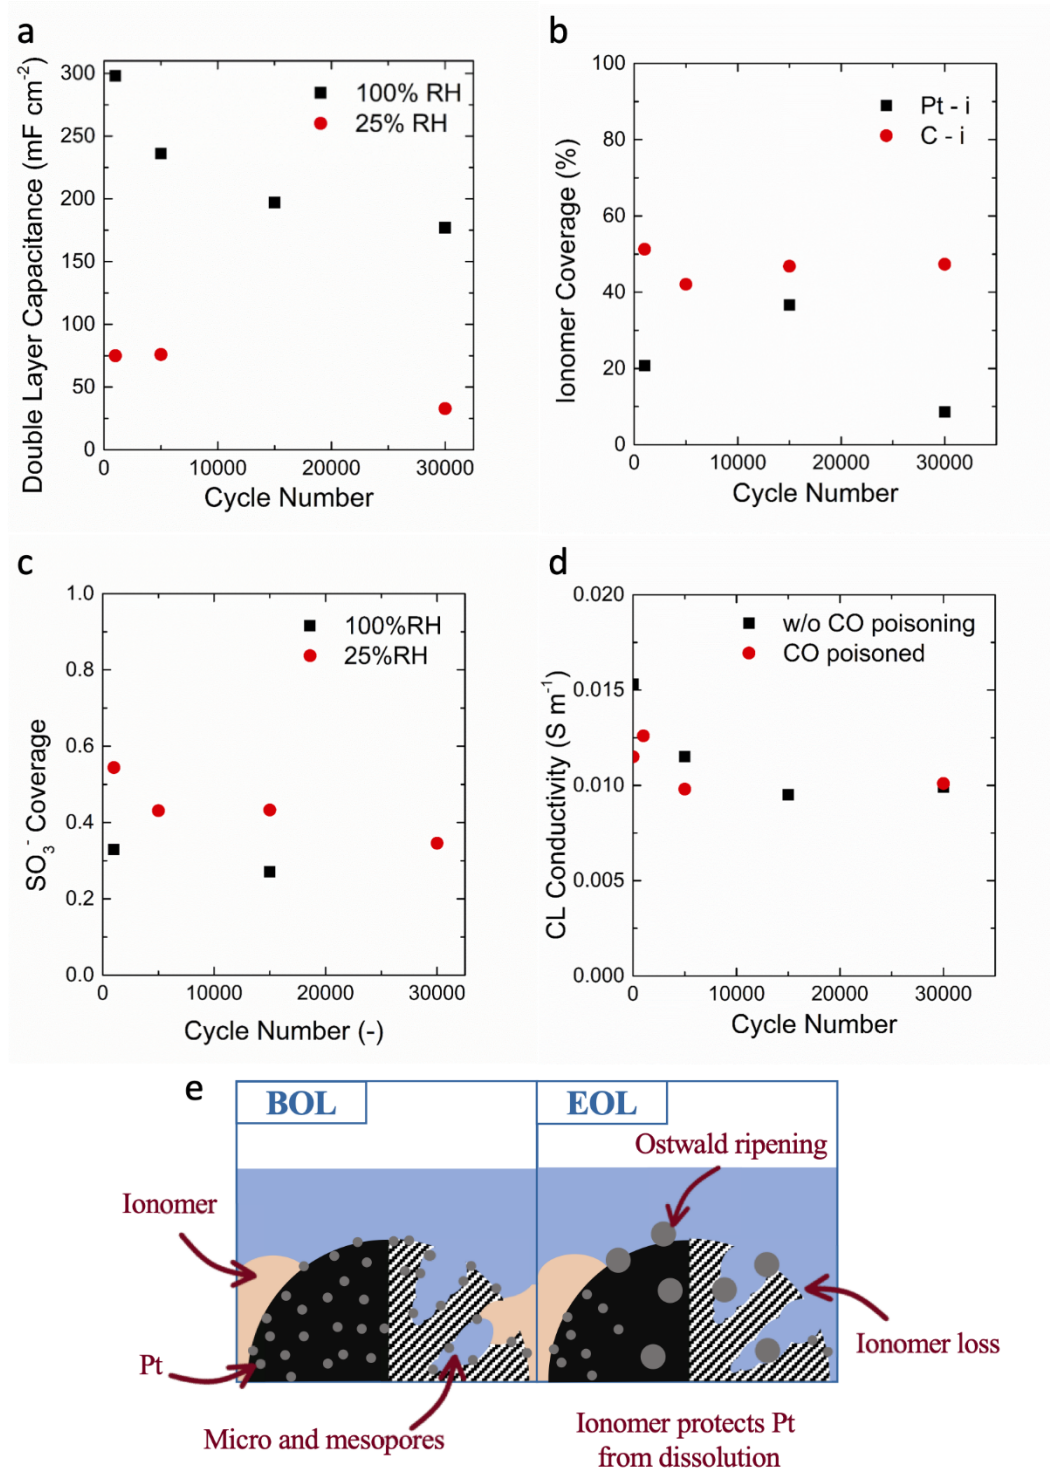 a
Double Layer Capacitance (mF cm⁻²)
300
250
200
150
100
50
0
100% RH
25% RH
0 10000 20000 30000
Cycle Number
b
Ionomer Coverage (%)
100
80
60
40
20
0
Pt - i
C - i
0 10000 20000 30000
Cycle Number
c
SO₃⁻ Coverage
1.0
0.8
0.6
0.4
0.2
0.0
100%RH
25%RH
0 10000 20000 30000
Cycle Number (-)
d
CL Conductivity (S m⁻¹)
0.020
0.015
0.010
0.005
0.000
w/o CO poisoning
CO poisoned
0 10000 20000 30000
Cycle Number
e
BOL
EOL
Ostwald ripening
Ionomer
Ionomer loss
Pt
Micro and mesopores
Ionomer protects Pt
from dissolution